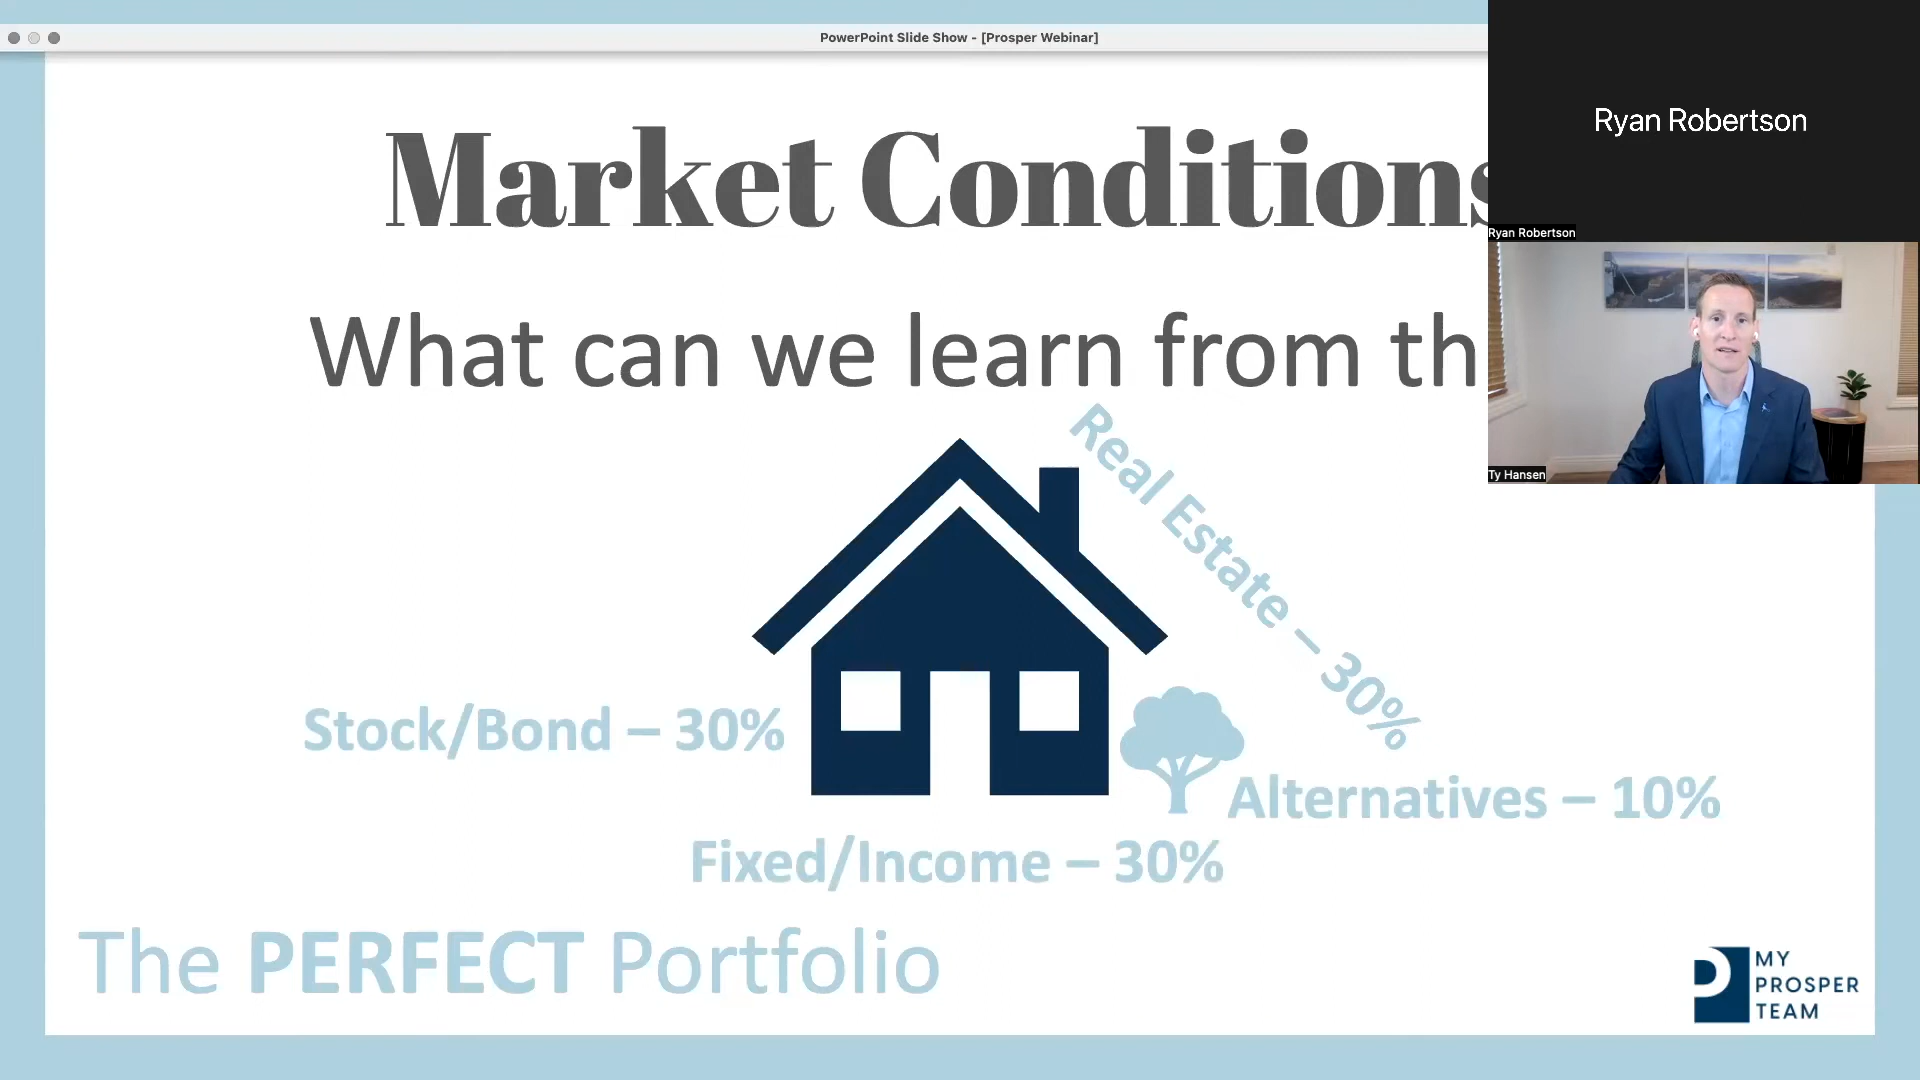 PowerPoint Slide Show - [Prosper Webinar]
Ryan Robertson
Ryan Robertson
Ty Hansen
Market Conditions
What can we learn from th
Real Estate – 30%
Stock/Bond – 30%
Alternatives – 10%
Fixed/Income – 30%
The PERFECT Portfolio
MY
PROSPER
TEAM